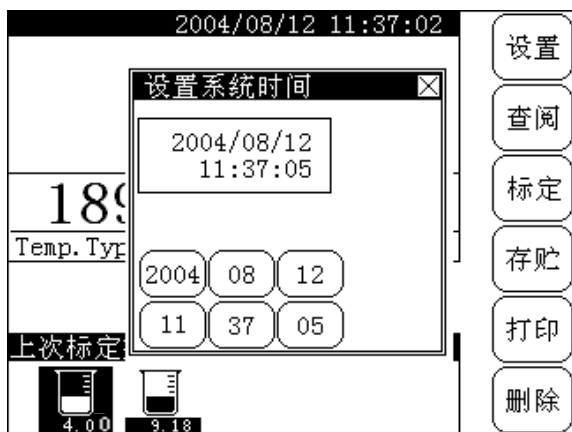 2004/08/12 11:37:02
设置系统时间
2004/08/12
11:37:05
189
Temp.Typ
2004 08 12
11 37 05
上次标定
4.00 9.18
设置
查阅
标定
存贮
打印
删除